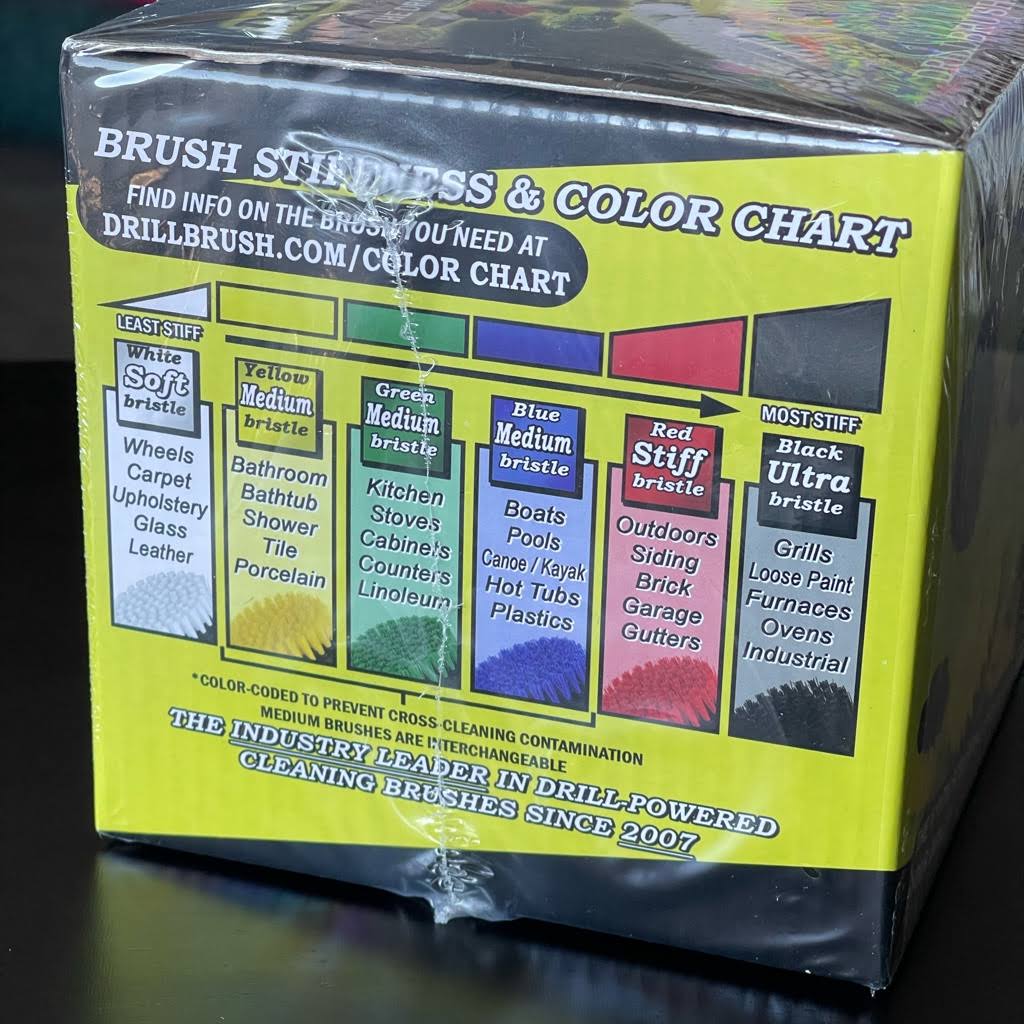 BRUSH STIFFNESS & COLOR CHART
FIND INFO ON THE BRUSH YOU NEED AT
DRILLBRUSH.COM/COLOR CHART
LEAST STIFF
MOST STIFF
White
Soft
bristle
Wheels
Carpet
Upholstery
Glass
Leather
Yellow
Medium
bristle
Bathroom
Bathtub
Shower
Tile
Porcelain
Green
Medium
bristle
Kitchen
Stoves
Cabinets
Counters
Linoleum
Blue
Medium
bristle
Boats
Pools
Canoe / Kayak
Hot Tubs
Plastics
Red
Stiff
bristle
Outdoors
Siding
Brick
Garage
Gutters
Black
Ultra
bristle
Grills
Loose Paint
Furnaces
Ovens
Industrial
*COLOR-CODED TO PREVENT CROSS-CLEANING CONTAMINATION
MEDIUM BRUSHES ARE INTERCHANGEABLE
THE INDUSTRY LEADER IN DRILL-POWERED
CLEANING BRUSHES SINCE 2007